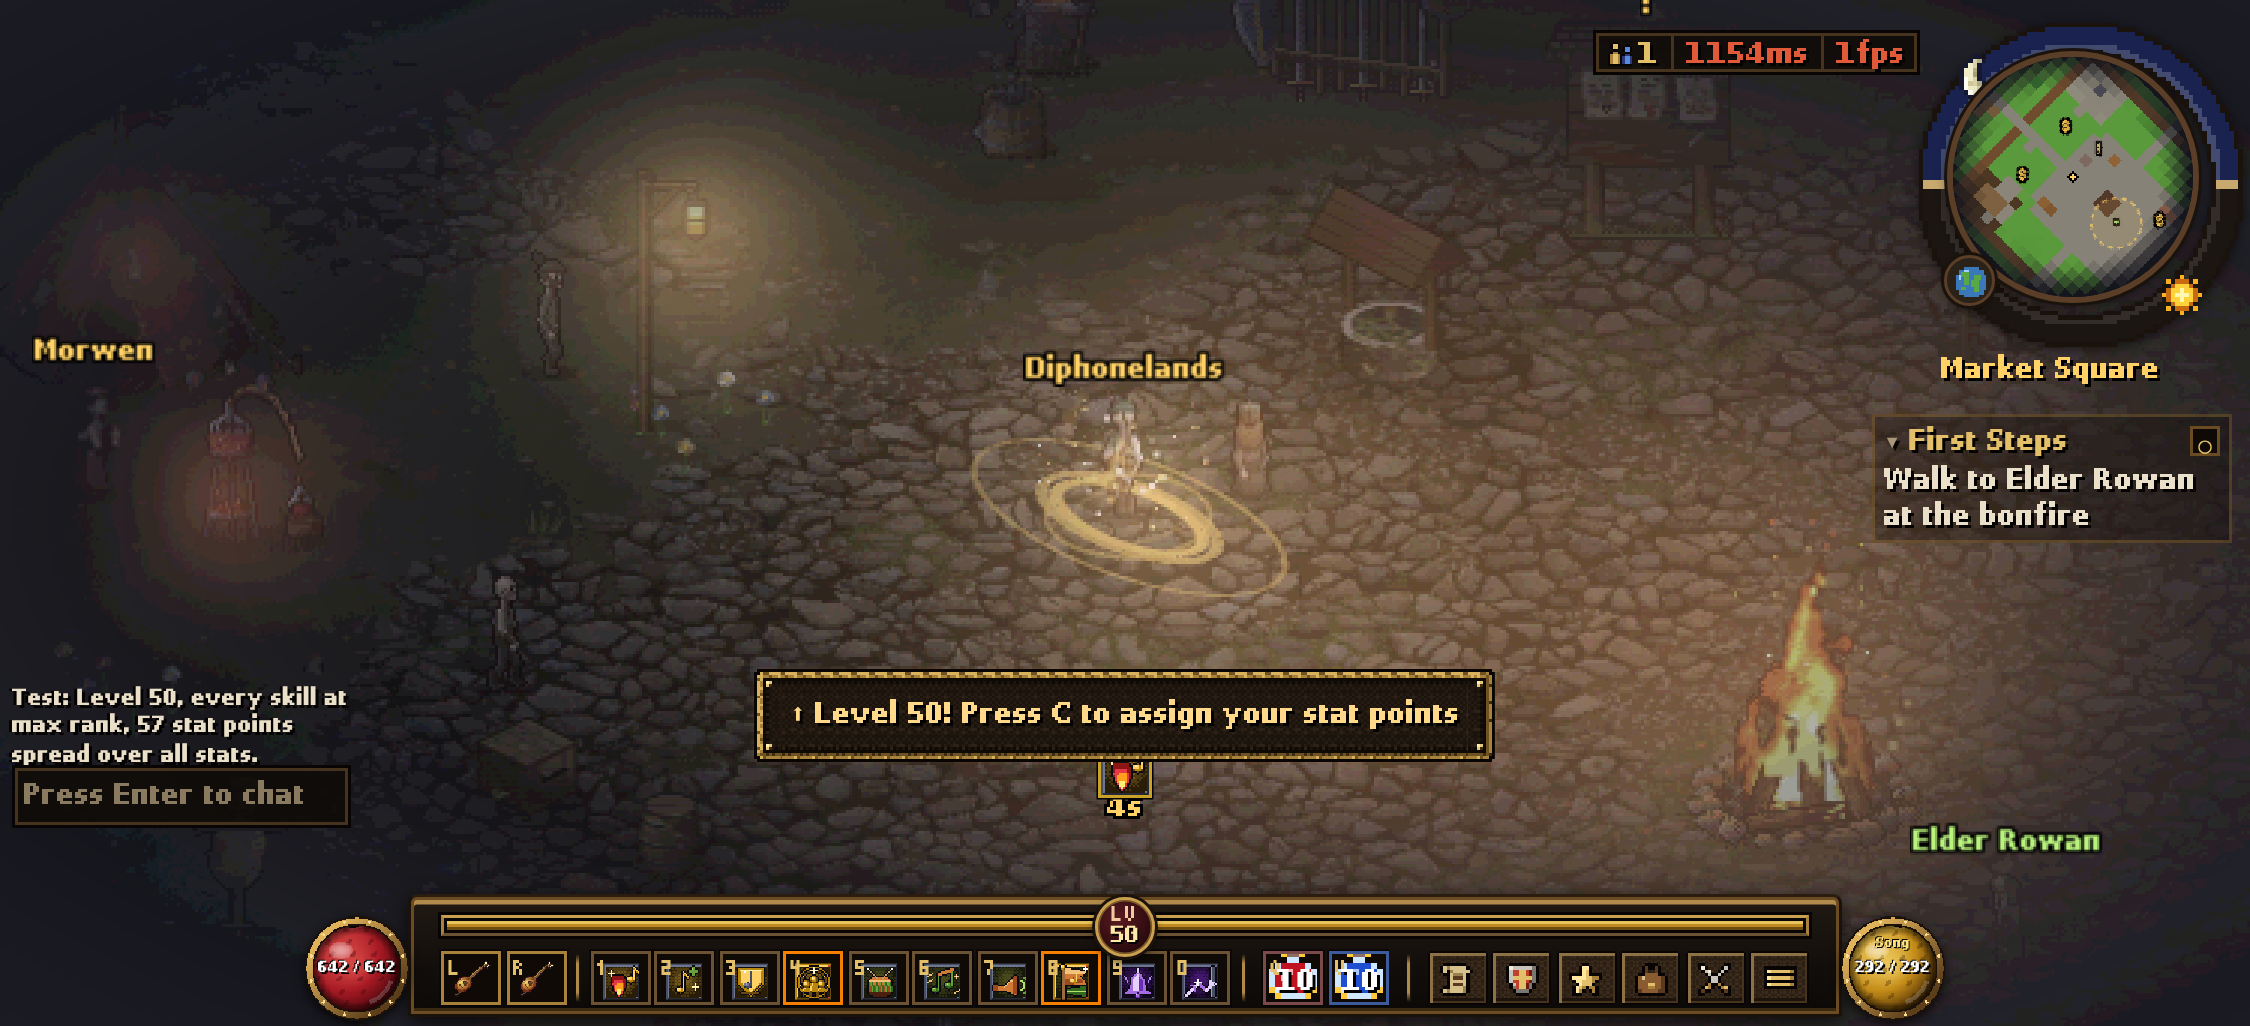 1 1154ms 1fps
Morwen
Diphonelands
Market Square
First Steps
Walk to Elder Rowan
at the bonfire
Test: Level 50, every skill at
max rank, 57 stat points
spread over all stats.
Press Enter to chat
↑ Level 50! Press C to assign your stat points
4s
Elder Rowan
LV
50
642 / 642
L R 1 2 3 4 5 6 7 8 9 0
10 10
Song
292 / 292